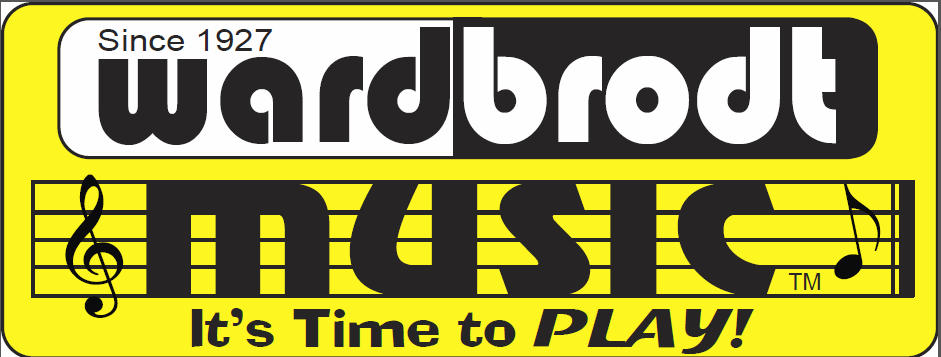 Since 1927
wardbrodt
music
TM
It's Time to PLAY!